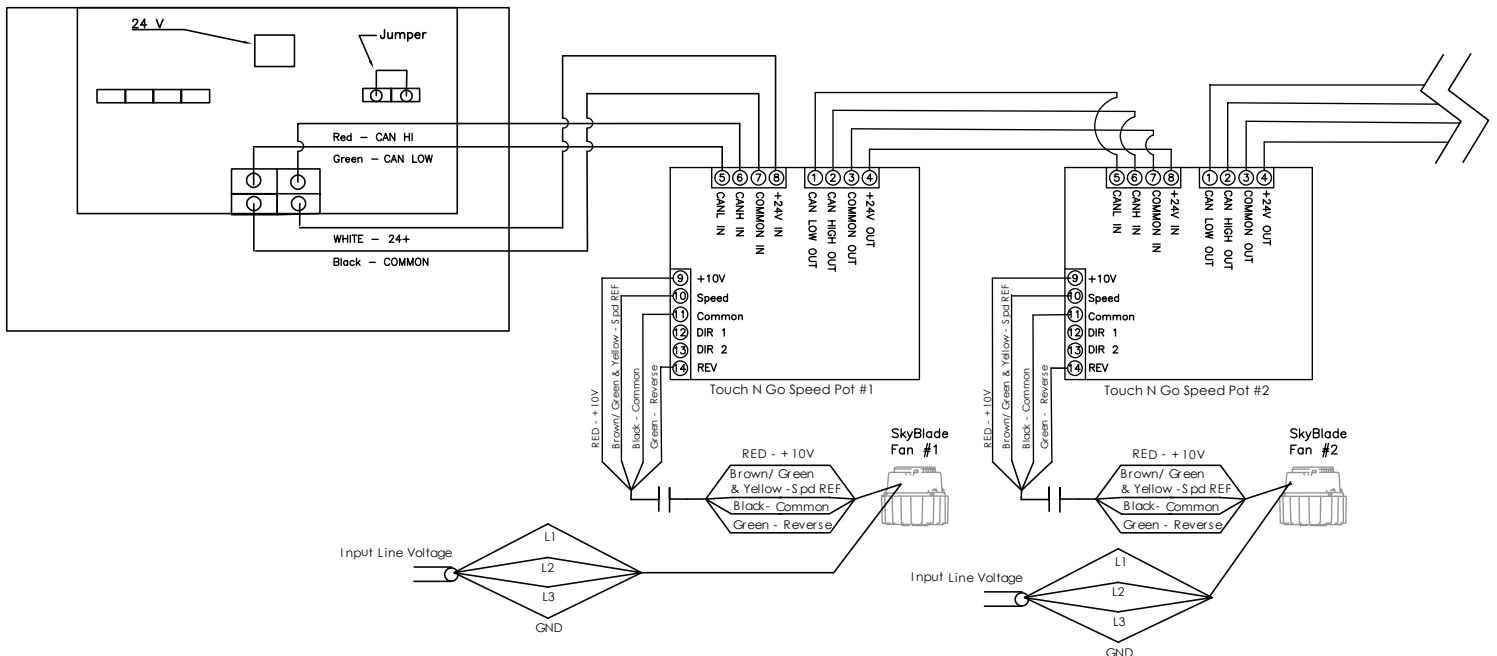 24 V
Jumper
Red - CAN HI
Green - CAN LOW
WHITE - 24+
Black - COMMON
5 6 7 8
1 2 3 4
CANL IN
CANH IN
COMMON IN
+24V IN
CAN LOW OUT
CAN HIGH OUT
COMMON OUT
+24V OUT
9 +10V
10 Speed
11 Common
12 DIR 1
13 DIR 2
14 REV
Touch N Go Speed Pot #1
RED - +10V
Brown/ Green & Yellow - Spd REF
Black - Common
Green - Reverse
RED - +10V
Brown/ Green
& Yellow - Spd REF
Black- Common
Green - Reverse
SkyBlade
Fan #1
Input Line Voltage
L1
L2
L3
GND
5 6 7 8
1 2 3 4
CANL IN
CANH IN
COMMON IN
+24V IN
CAN LOW OUT
CAN HIGH OUT
COMMON OUT
+24V OUT
9 +10V
10 Speed
11 Common
12 DIR 1
13 DIR 2
14 REV
Touch N Go Speed Pot #2
RED - +10V
Brown/ Green & Yellow - Spd REF
Black - Common
Green - Reverse
RED - +10V
Brown/ Green
& Yellow - Spd REF
Black- Common
Green - Reverse
SkyBlade
Fan #2
Input Line Voltage
L1
L2
L3
GND